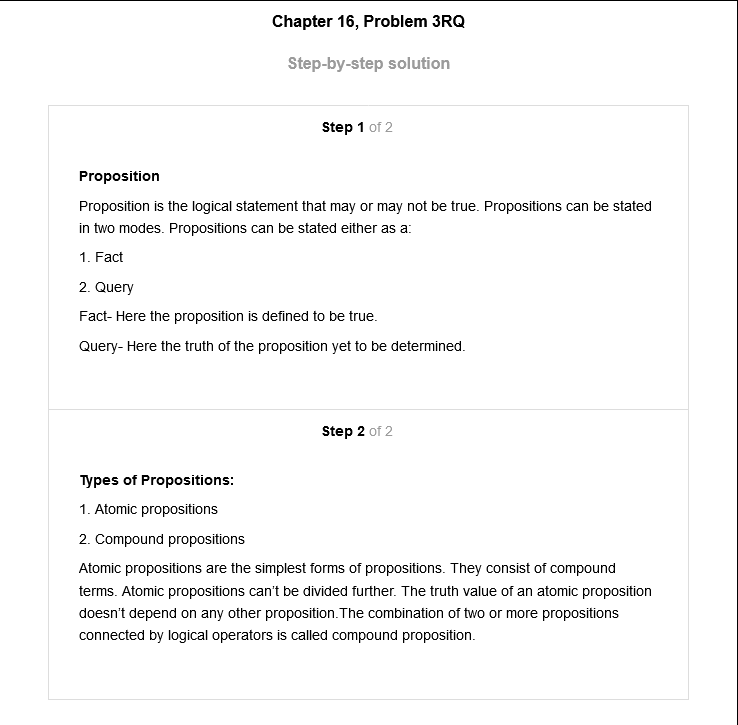 Chapter 16, Problem 3RQ
Step-by-step solution
Step 1 of 2
Proposition
Proposition is the logical statement that may or may not be true. Propositions can be stated
in two modes. Propositions can be stated either as a:
1. Fact
2. Query
Fact- Here the proposition is defined to be true.
Query- Here the truth of the proposition yet to be determined.
Step 2 of 2
Types of Propositions:
1. Atomic propositions
2. Compound propositions
Atomic propositions are the simplest forms of propositions. They consist of compound
terms. Atomic propositions can't be divided further. The truth value of an atomic proposition
doesn't depend on any other proposition.The combination of two or more propositions
connected by logical operators is called compound proposition.